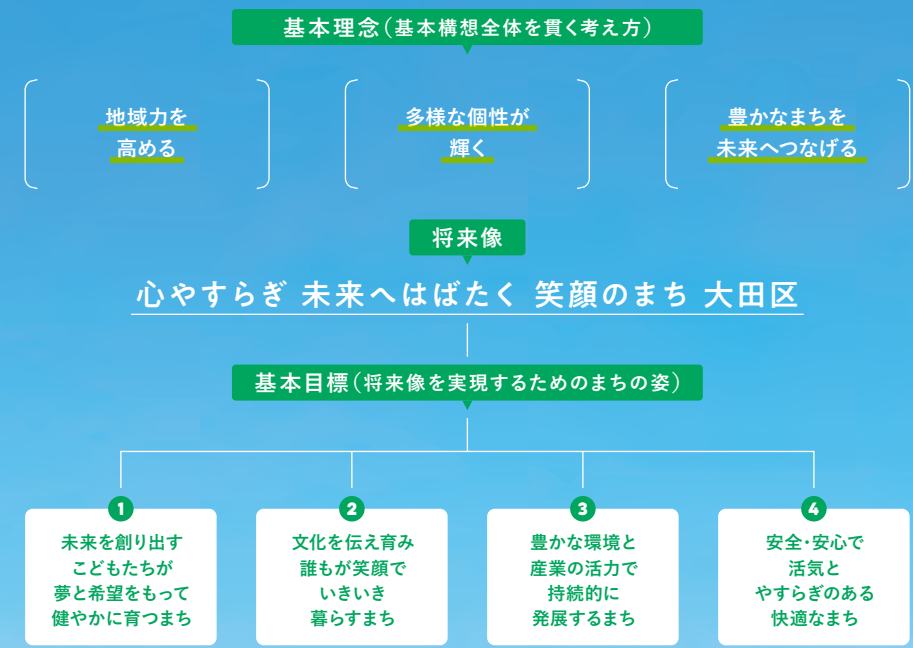 基本理念(基本構想全体を貫く考え方)
地域力を
高める
多様な個性が
輝く
豊かなまちを
未来へつなげる
将来像
心やすらぎ 未来へはばたく 笑顔のまち 大田区
基本目標(将来像を実現するためのまちの姿)
1
未来を創り出す
こどもたちが
夢と希望をもって
健やかに育つまち
2
文化を伝え育み
誰もが笑顔で
いきいき
暮らすまち
3
豊かな環境と
産業の活力で
持続的に
発展するまち
4
安全・安心で
活気と
やすらぎのある
快適なまち